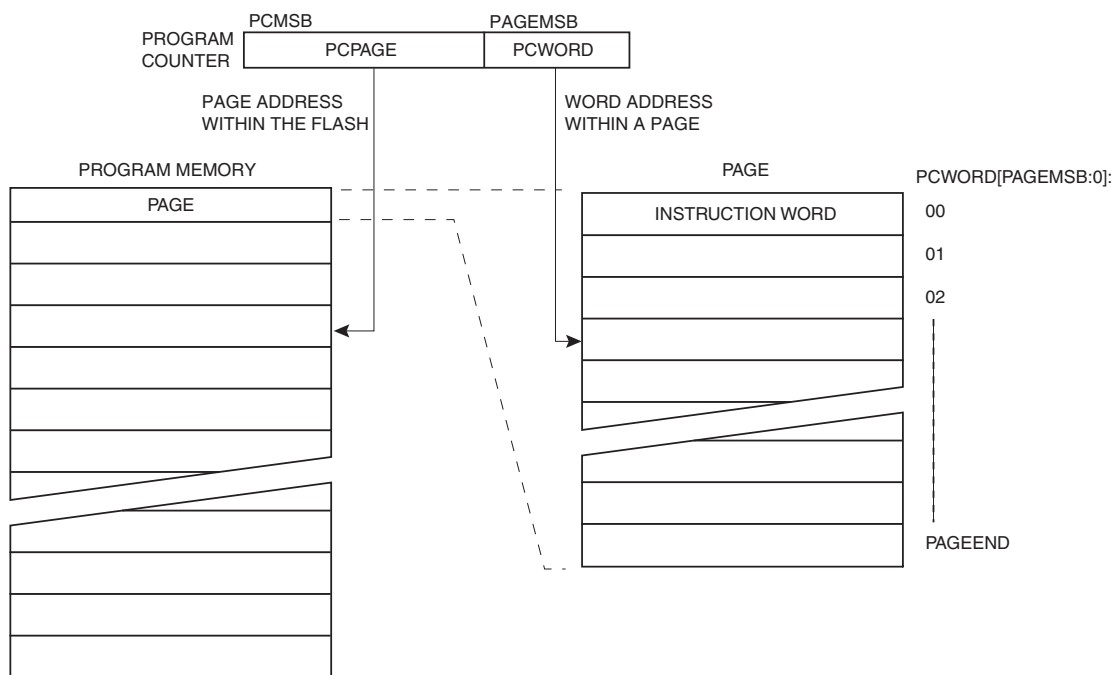 PCMSB
PAGEMSB
PROGRAM
COUNTER
PCPAGE
PCWORD
PAGE ADDRESS
WITHIN THE FLASH
WORD ADDRESS
WITHIN A PAGE
PROGRAM MEMORY
PAGE
PAGE
PCWORD[PAGEMSB:0]:
INSTRUCTION WORD
00
01
02
PAGEEND